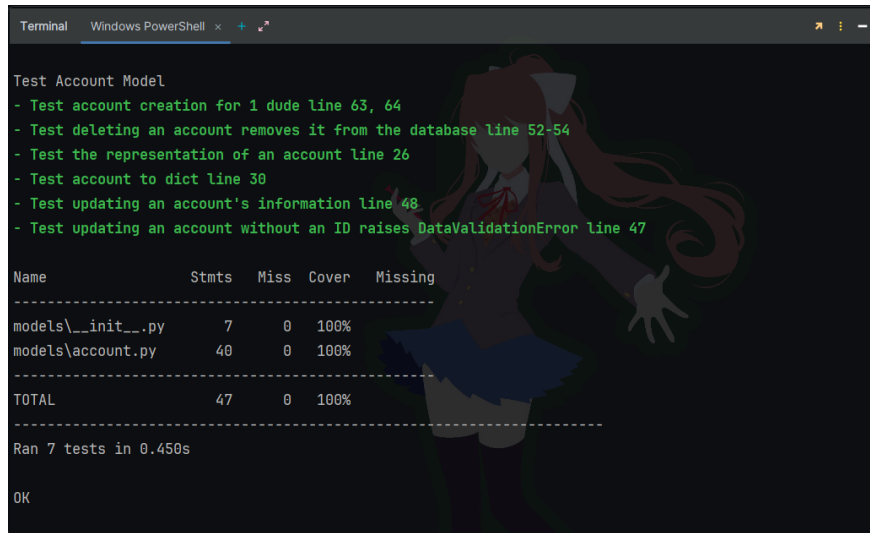 Terminal Windows PowerShell × +
Test Account Model
- Test account creation for 1 dude line 63, 64
- Test deleting an account removes it from the database line 52-54
- Test the representation of an account line 26
- Test account to dict line 30
- Test updating an account's information line 48
- Test updating an account without an ID raises DataValidationError line 47
Name Stmts Miss Cover Missing
--------------------------------------------------
models\__init__.py 7 0 100%
models\account.py 40 0 100%
--------------------------------------------------
TOTAL 47 0 100%
----------------------------------------------------------------------
Ran 7 tests in 0.450s
OK